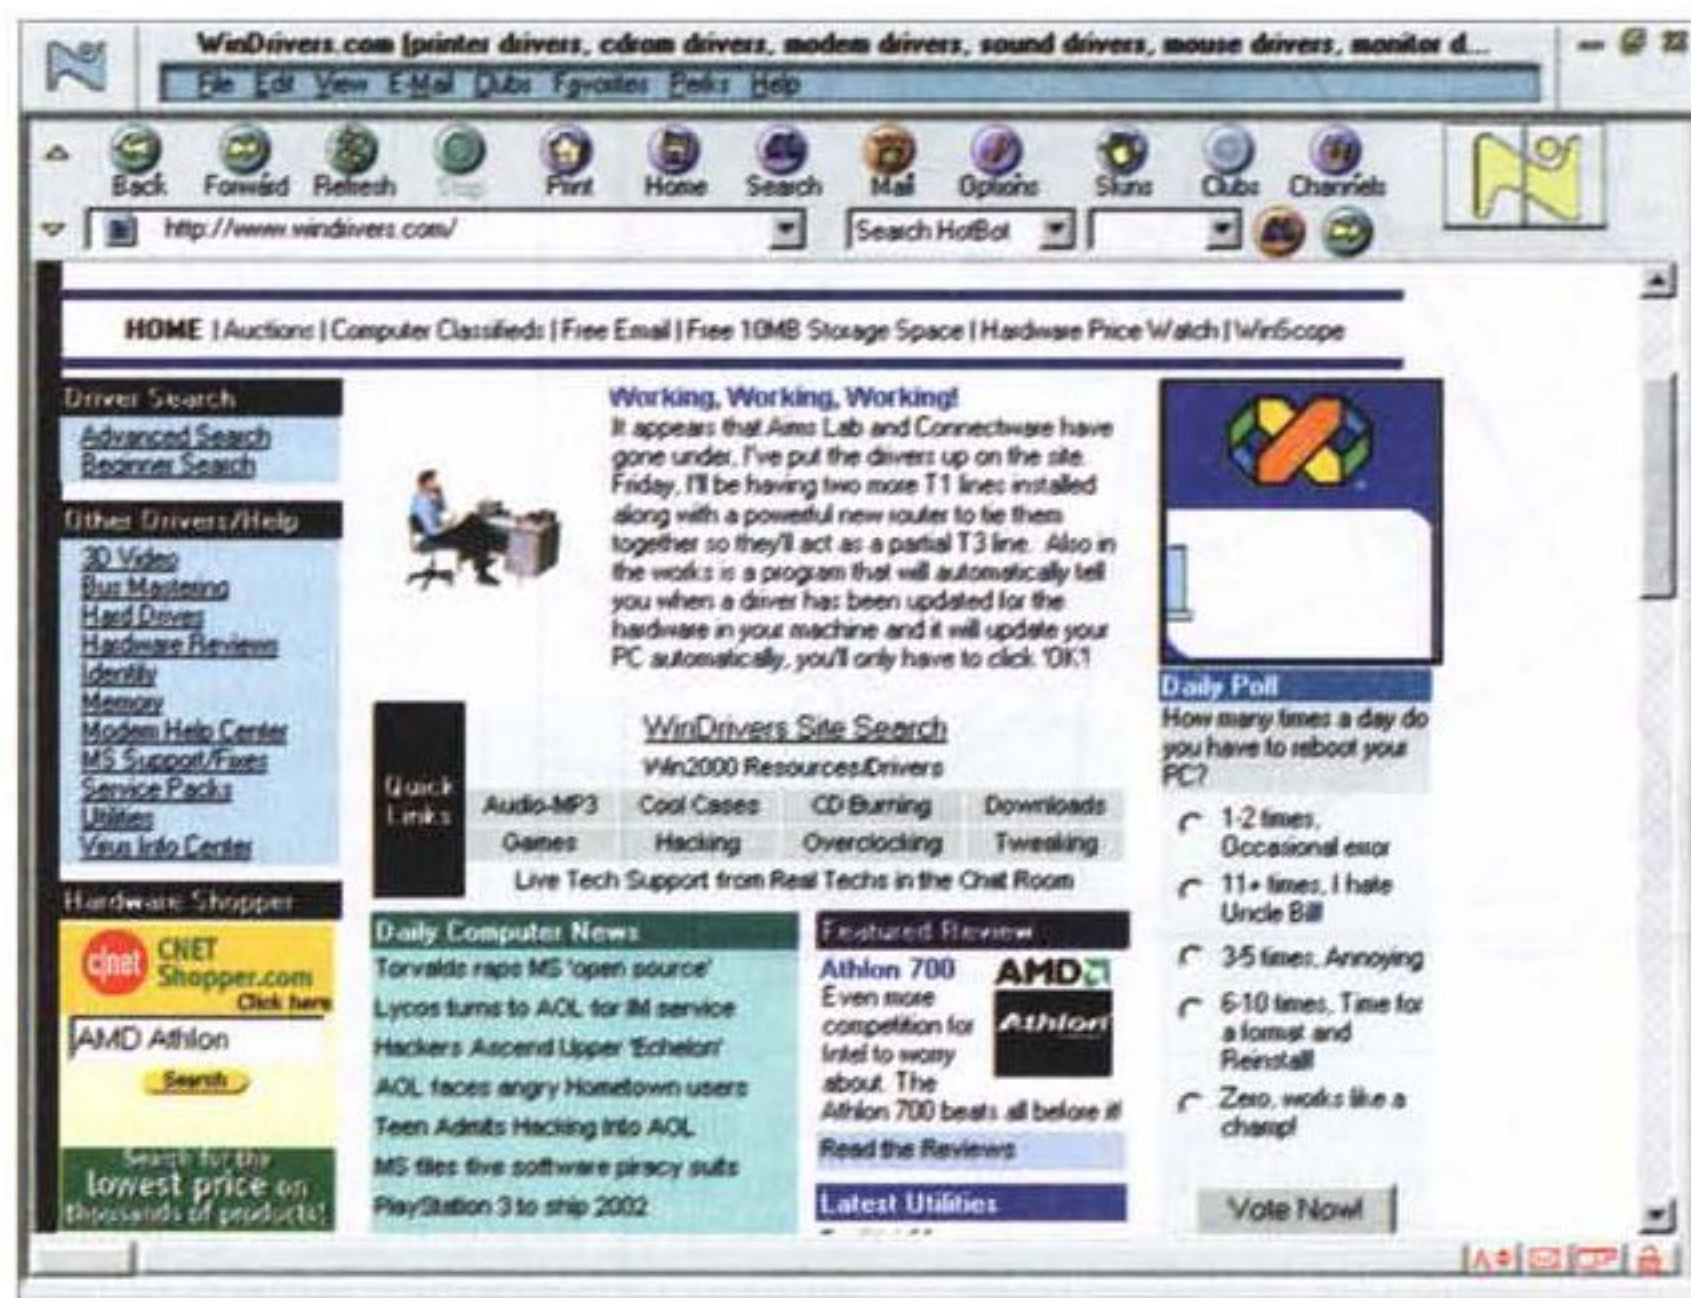 WinDrivers.com (printer drivers, cdrom drivers, modem drivers, sound drivers, mouse drivers, monitor d...
File Edit View E-Mail Clubs Favorites Perks Help
Back Forward Refresh Stop Print Home Search Mail Options Skins Clubs Channels
http://www.windrivers.com/
Search HotBot
HOME | Auctions | Computer Classifieds | Free Email | Free 10MB Storage Space | Hardware Price Watch | WinScope
Driver Search
Advanced Search
Beginner Search
Other Drivers/Help
3D Video
Bus Mastering
Hard Drives
Hardware Reviews
Identify
Memory
Modem Help Center
MS Support/Fixes
Service Packs
Utilities
Virus Info Center
Hardware Shopper
c|net
CNET
Shopper.com
Click here
AMD Athlon
Search
Search for the
lowest price on
thousands of products!
Working, Working, Working!
It appears that Aims Lab and Connectware have
gone under, I've put the drivers up on the site.
Friday, I'll be having two more T1 lines installed
along with a powerful new router to tie them
together so they'll act as a partial T3 line. Also in
the works is a program that will automatically tell
you when a driver has been updated for the
hardware in your machine and it will update your
PC automatically, you'll only have to click 'OK'!
Quick
Links
WinDrivers Site Search
Win2000 Resources/Drivers
Audio-MP3 Cool Cases CD Burning Downloads
Games Hacking Overclocking Tweaking
Live Tech Support from Real Techs in the Chat Room
Daily Computer News
Torvalds raps MS 'open source'
Lycos turns to AOL for IM service
Hackers Ascend Upper 'Echelon'
AOL faces angry Hometown users
Teen Admits Hacking Into AOL
MS files five software piracy suits
PlayStation 3 to ship 2002
Featured Review
Athlon 700
AMD
Athlon
Even more
competition for
Intel to worry
about. The
Athlon 700 beats all before it!
Read the Reviews
Latest Utilities
Daily Poll
How many times a day do
you have to reboot your
PC?
1-2 times,
Occasional error
11+ times, I hate
Uncle Bill
3-5 times, Annoying
6-10 times, Time for
a format and
Reinstall!
Zero, works like a
champ!
Vote Now!